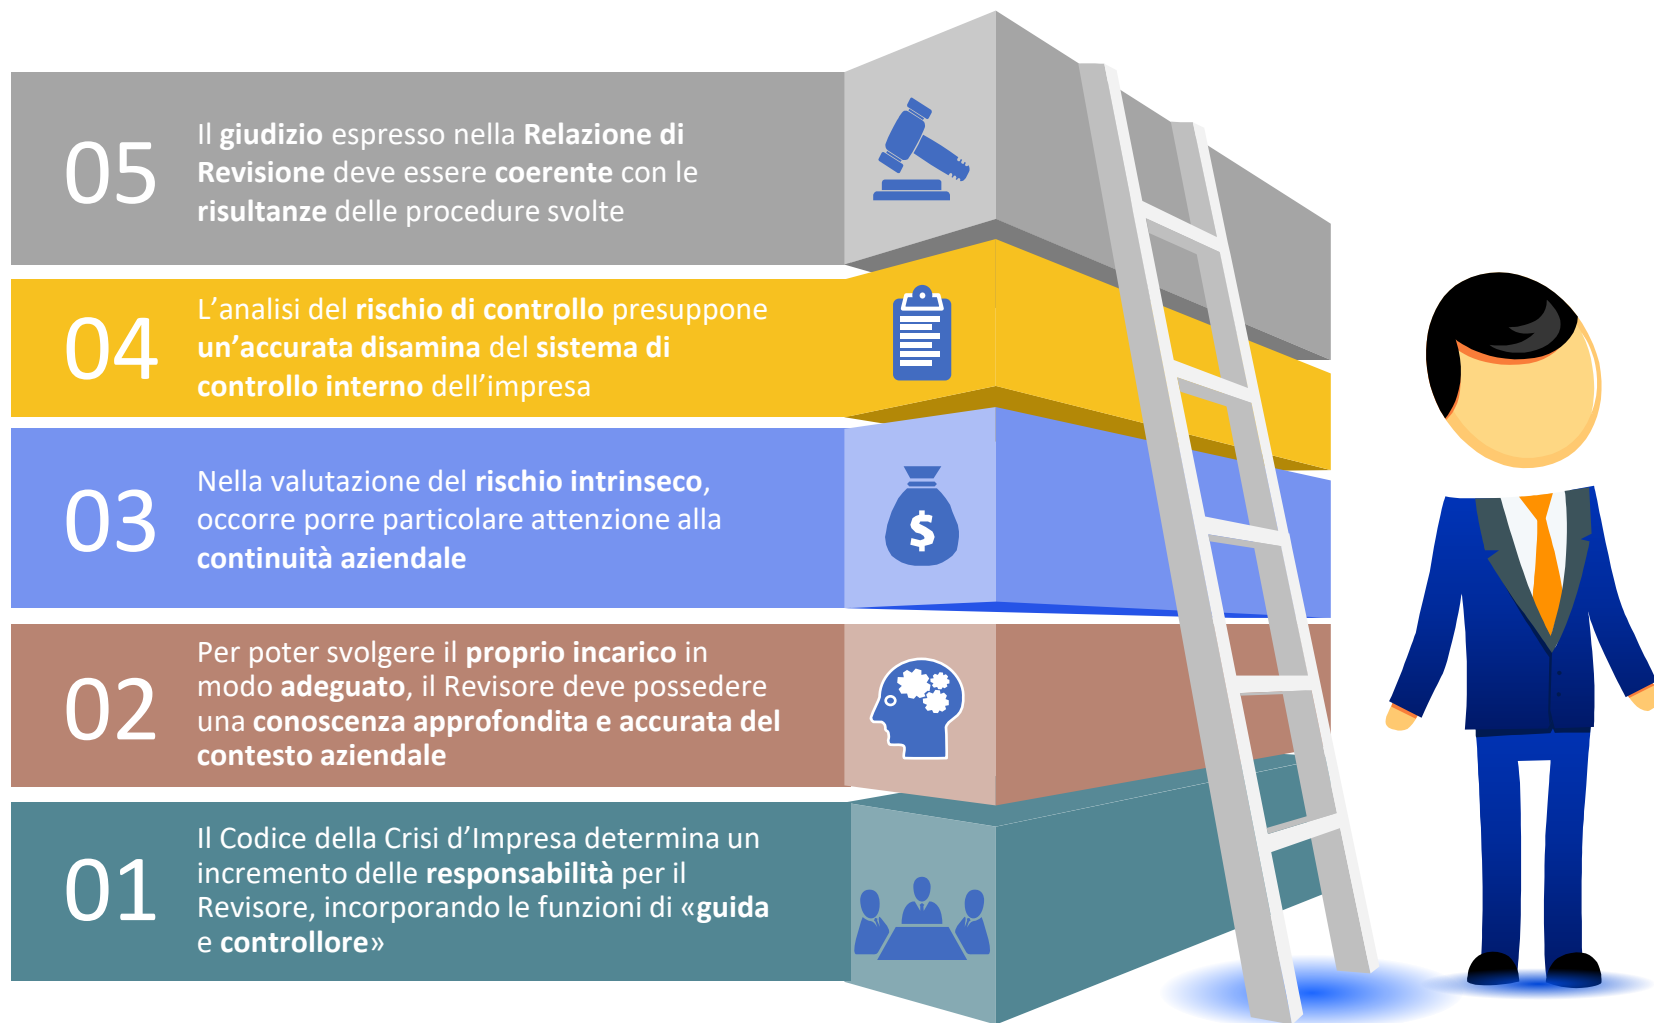 05
Il giudizio espresso nella Relazione di
Revisione deve essere coerente con le
risultanze delle procedure svolte
04
L’analisi del rischio di controllo presuppone
un’accurata disamina del sistema di
controllo interno dell’impresa
03
Nella valutazione del rischio intrinseco,
occorre porre particolare attenzione alla
continuità aziendale
$
02
Per poter svolgere il proprio incarico in
modo adeguato, il Revisore deve possedere
una conoscenza approfondita e accurata del
contesto aziendale
01
Il Codice della Crisi d’Impresa determina un
incremento delle responsabilità per il
Revisore, incorporando le funzioni di «guida
e controllore»